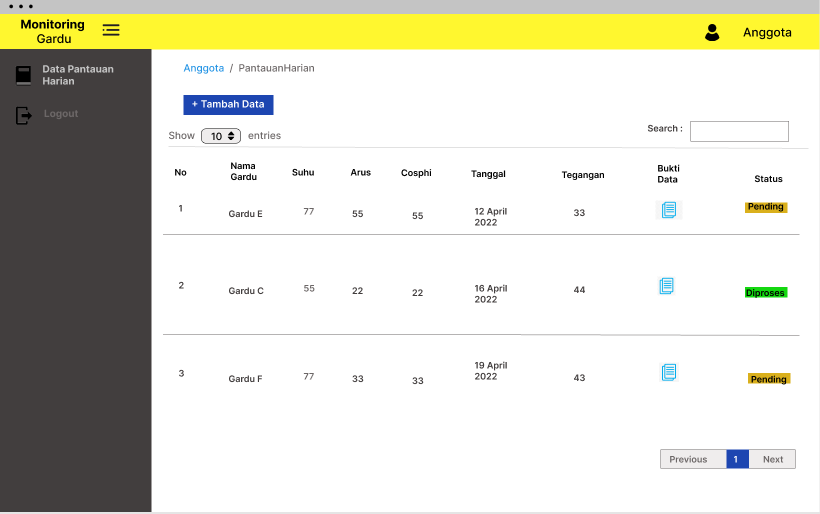 Monitoring
Gardu
Anggota
Data Pantauan
Harian
Logout
Anggota / PantauanHarian
+ Tambah Data
Show 10 entries
Search :
No Nama Gardu Suhu Arus Cosphi Tanggal Tegangan Bukti Data Status
1 Gardu E 77 55 55 12 April 2022 33 Pending
2 Gardu C 55 22 22 16 April 2022 44 Diproses
3 Gardu F 77 33 33 19 April 2022 43 Pending
Previous 1 Next